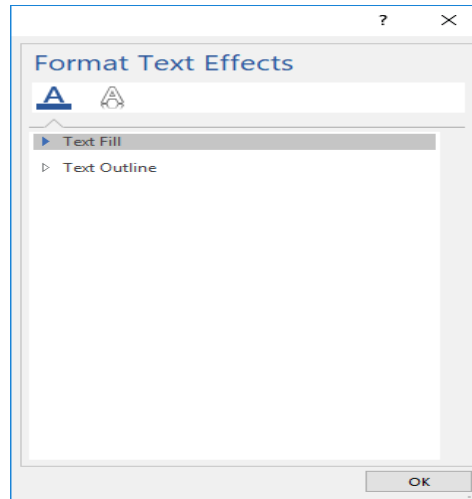 ?
Format Text Effects
A A
Text Fill
Text Outline
OK